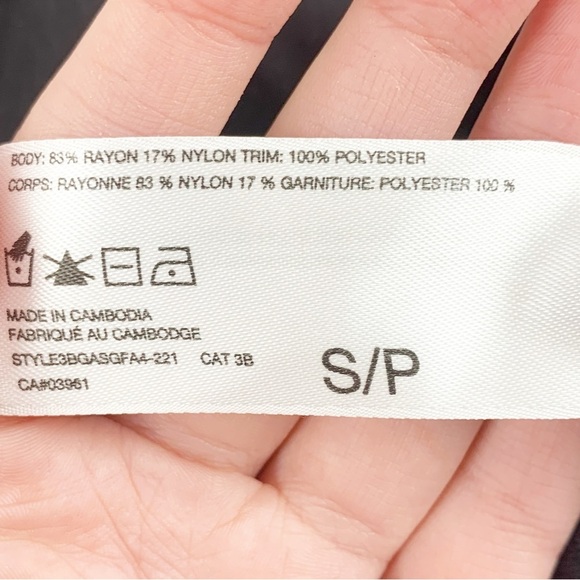 BODY: 83% RAYON 17% NYLON TRIM: 100% POLYESTER
CORPS: RAYONNE 83 % NYLON 17 % GARNITURE: POLYESTER 100 %
MADE IN CAMBODIA
FABRIQUÉ AU CAMBODGE
STYLE3BGASGFA4-221 CAT 3B
CA#03961
S/P